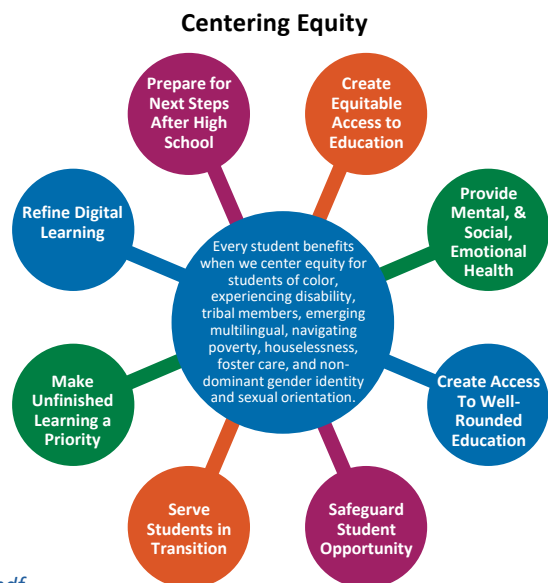 Centering Equity
Prepare for
Next Steps
After High
School
Create
Equitable
Access to
Education
Refine Digital
Learning
Provide
Mental, &
Social,
Emotional
Health
Every student benefits
when we center equity for
students of color,
experiencing disability,
tribal members, emerging
multilingual, navigating
poverty, houselessness,
foster care, and non-
dominant gender identity
and sexual orientation.
Make
Unfinished
Learning a
Priority
Create Access
To Well-
Rounded
Education
Serve
Students in
Transition
Safeguard
Student
Opportunity